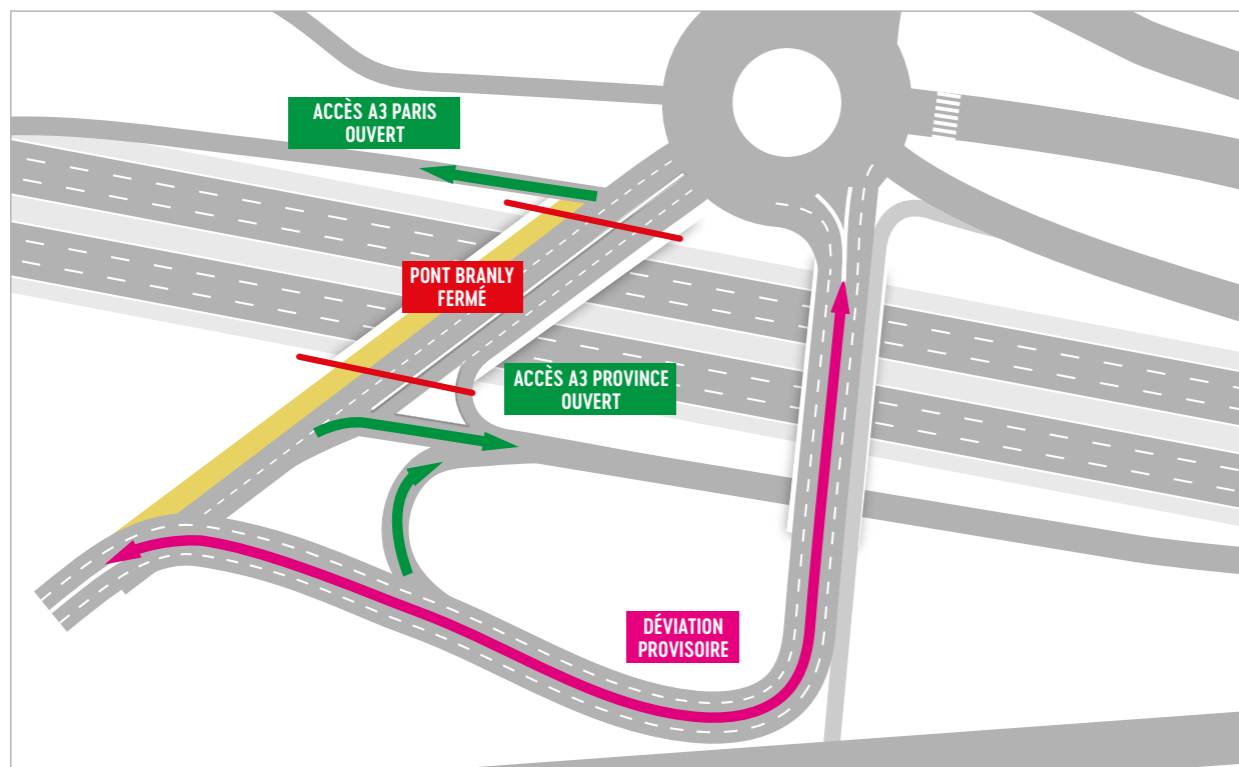 ACCÈS A3 PARIS
OUVERT
PONT BRANLY
FERMÉ
ACCÈS A3 PROVINCE
OUVERT
DÉVIATION
PROVISOIRE